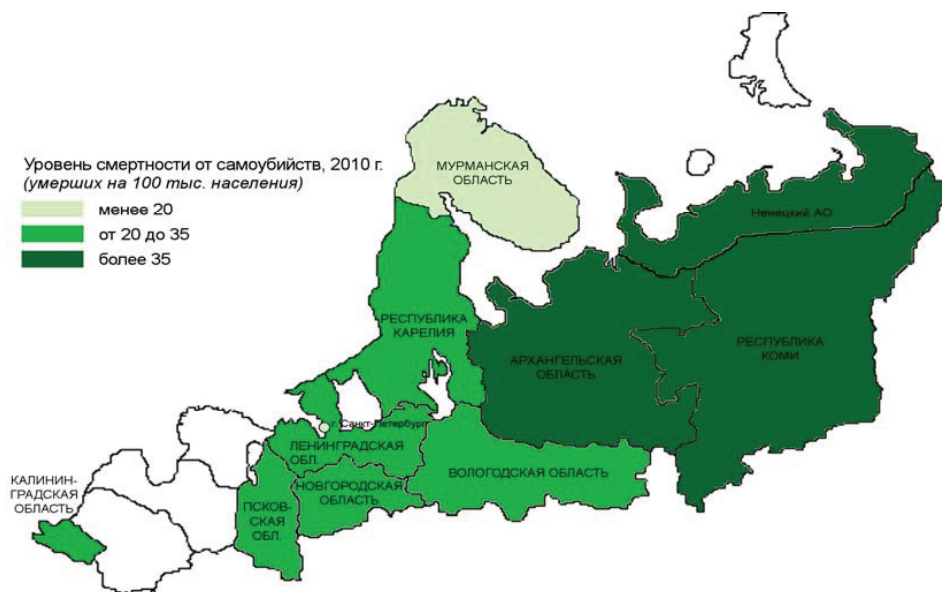 Уровень смертности от самоубийств, 2010 г.
(умерших на 100 тыс. населения)
менее 20
от 20 до 35
более 35
МУРМАНСКАЯ
ОБЛАСТЬ
Ненецкий АО
РЕСПУБЛИКА
КАРЕЛИЯ
АРХАНГЕЛЬСКАЯ
ОБЛАСТЬ
РЕСПУБЛИКА
КОМИ
г. Санкт-Петербург
ЛЕНИНГРАДСКАЯ
ОБЛ.
ВОЛОГОДСКАЯ ОБЛАСТЬ
НОВГОРОДСКАЯ
ОБЛАСТЬ
ПСКОВ-
СКАЯ
ОБЛ.
КАЛИНИН-
ГРАДСКАЯ
ОБЛАСТЬ